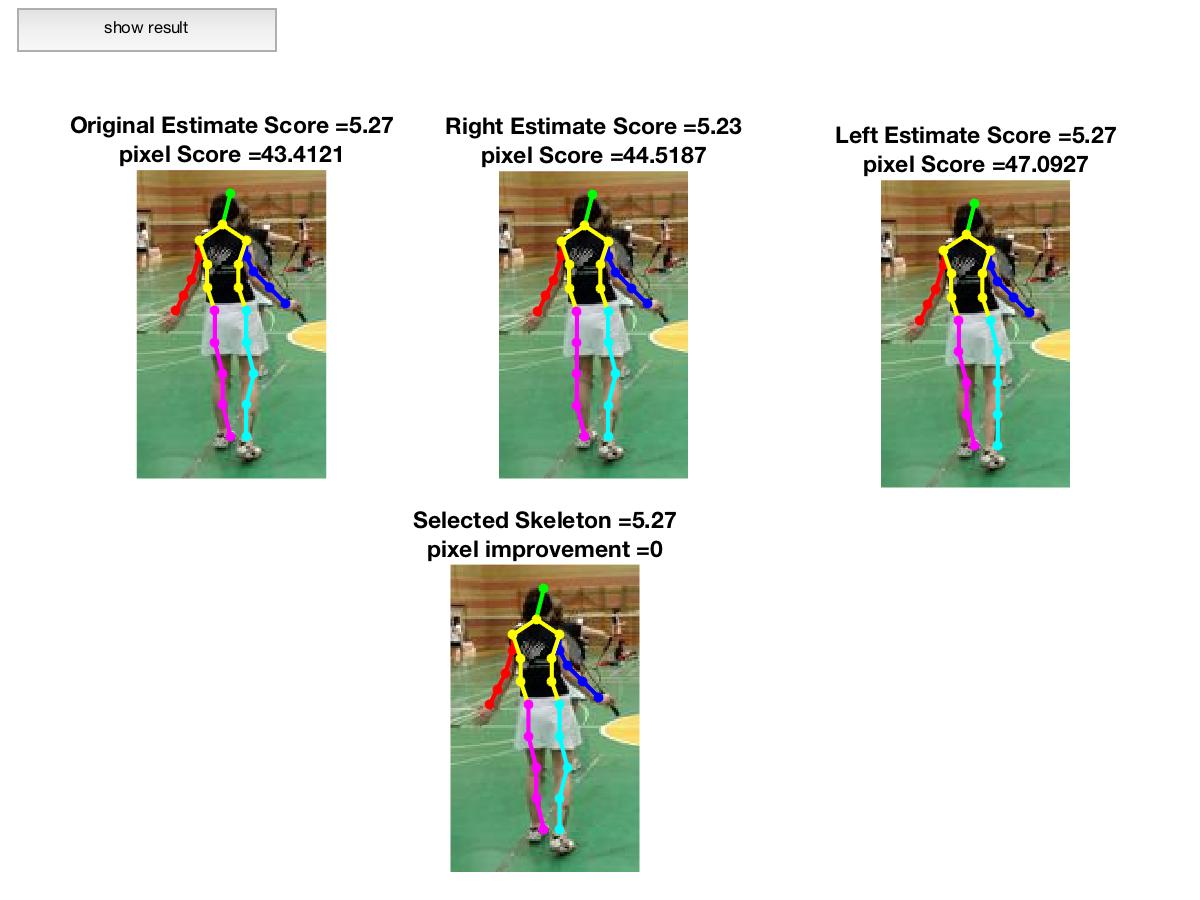 show result
Original Estimate Score =5.27
pixel Score =43.4121
Right Estimate Score =5.23
pixel Score =44.5187
Left Estimate Score =5.27
pixel Score =47.0927
Selected Skeleton =5.27
pixel improvement =0